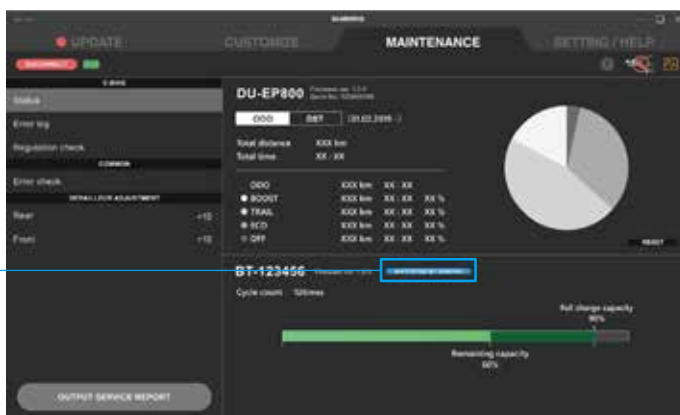 SHIMANO
UPDATE CUSTOMIZE MAINTENANCE SETTING / HELP
DISCONNECT
E-BIKE
Status
Error log
Regulation check
COMMON
Error check
DERAILLEUR ADJUSTMENT
Rear +10
Front +10
OUTPUT SERVICE REPORT
DU-EP800
ODO
Total distance XXX km
Total time XX : XX
ODO XXX km XX : XX
BOOST XXX km XX : XX XX %
TRAIL XXX km XX : XX XX %
ECO XXX km XX : XX XX %
OFF XXX km XX : XX XX %
RESET
BT-123456
Cycle count
Full charge capacity
90%
Remaining capacity
60%